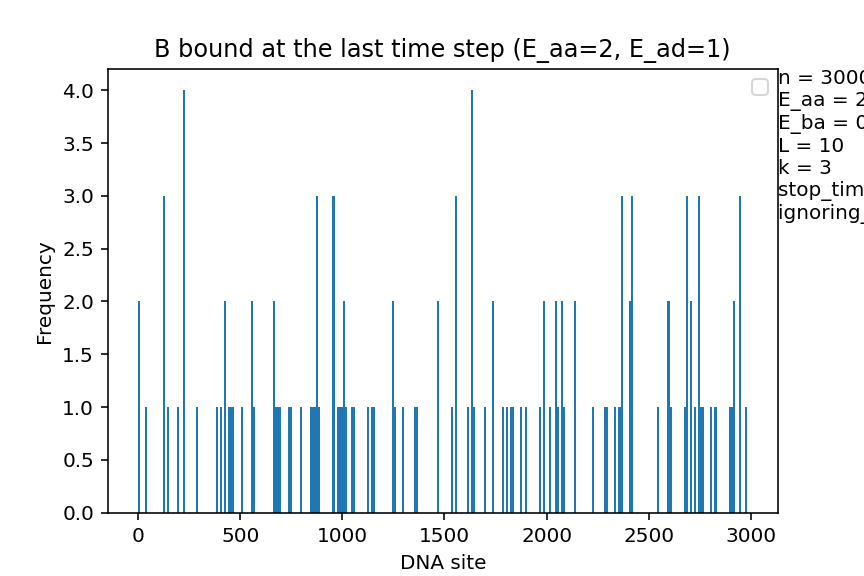 B bound at the last time step (E_aa=2, E_ad=1)
n = 3000
E_aa = 2
E_ba = 0
L = 10
k = 3
stop_tim
ignoring_
4.0
3.5
3.0
2.5
2.0
1.5
1.0
0.5
0.0
Frequency
0 500 1000 1500 2000 2500 3000
DNA site